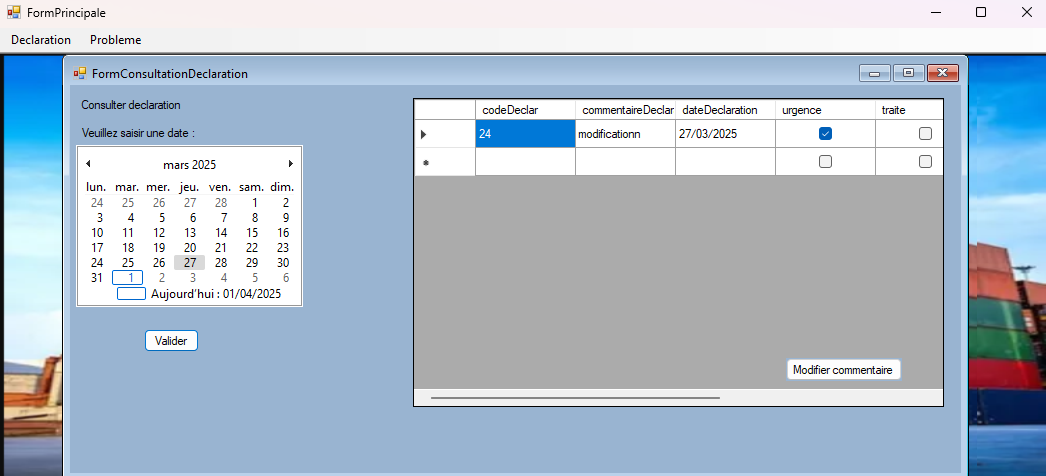 FormPrincipale
Declaration Probleme
FormConsultationDeclaration
Consulter declaration
Veuillez saisir une date :
mars 2025
lun. mar. mer. jeu. ven. sam. dim.
24 25 26 27 28 1 2
3 4 5 6 7 8 9
10 11 12 13 14 15 16
17 18 19 20 21 22 23
24 25 26 27 28 29 30
31 1 2 3 4 5 6
Aujourd'hui : 01/04/2025
Valider
codeDeclar commentaireDeclar dateDeclaration urgence traite
24 modificationn 27/03/2025
Modifier commentaire